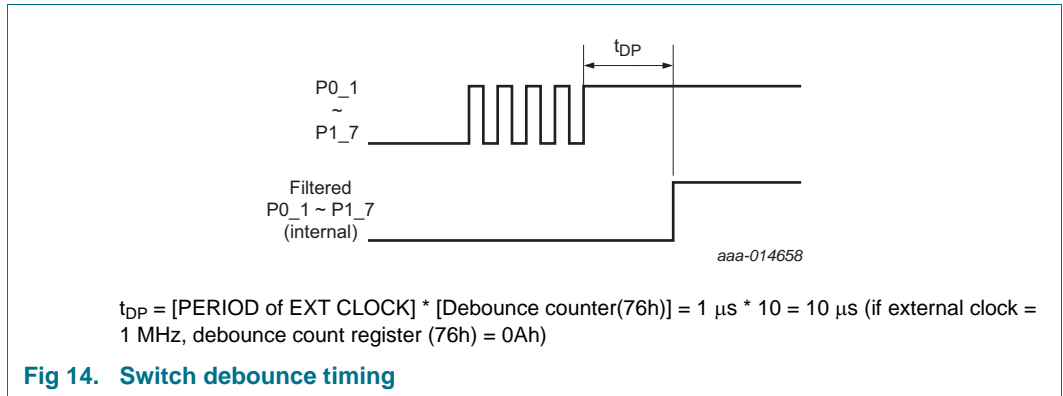 tDP
P0_1
~
P1_7
Filtered
P0_1 ~ P1_7
(internal)
aaa-014658
tDP = [PERIOD of EXT CLOCK] * [Debounce counter(76h)] = 1 μs * 10 = 10 μs (if external clock =
1 MHz, debounce count register (76h) = 0Ah)
Fig 14. Switch debounce timing